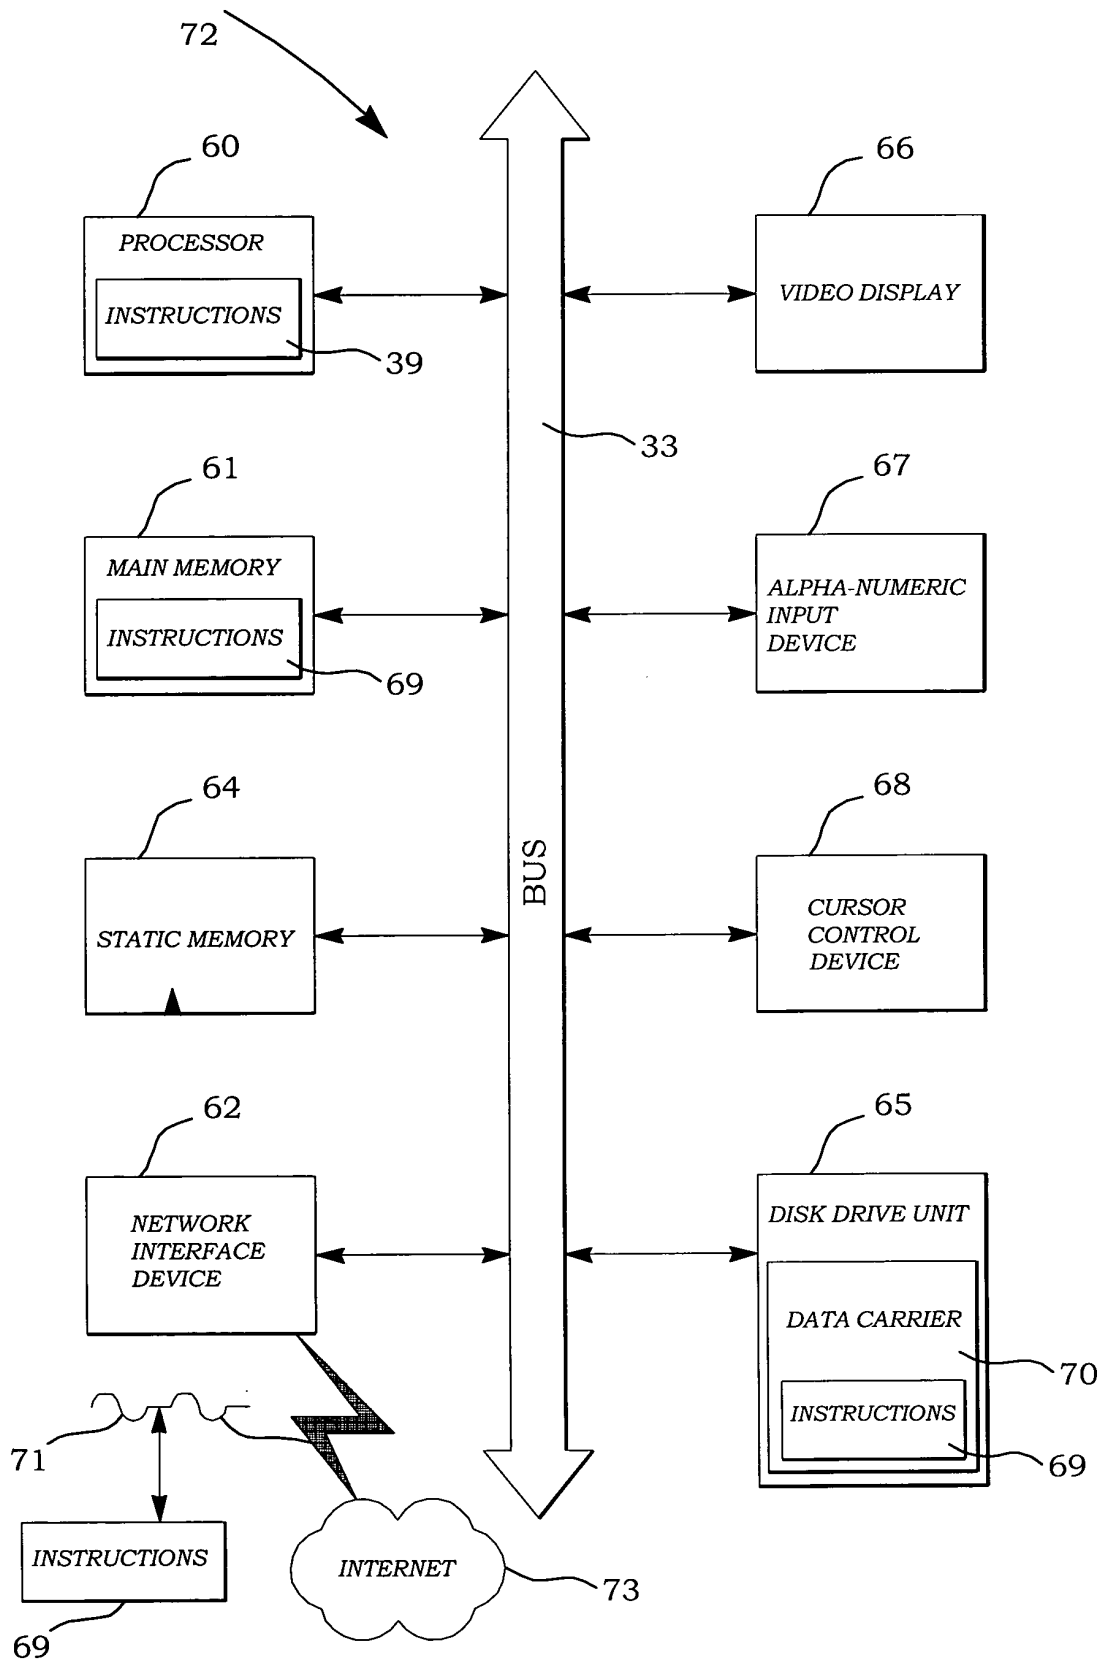 72
60
PROCESSOR
INSTRUCTIONS
39
66
VIDEO DISPLAY
33
61
MAIN MEMORY
INSTRUCTIONS
69
67
ALPHA-NUMERIC
INPUT
DEVICE
64
STATIC MEMORY
BUS
68
CURSOR
CONTROL
DEVICE
62
NETWORK
INTERFACE
DEVICE
65
DISK DRIVE UNIT
DATA CARRIER
70
INSTRUCTIONS
69
71
INSTRUCTIONS
69
INTERNET
73